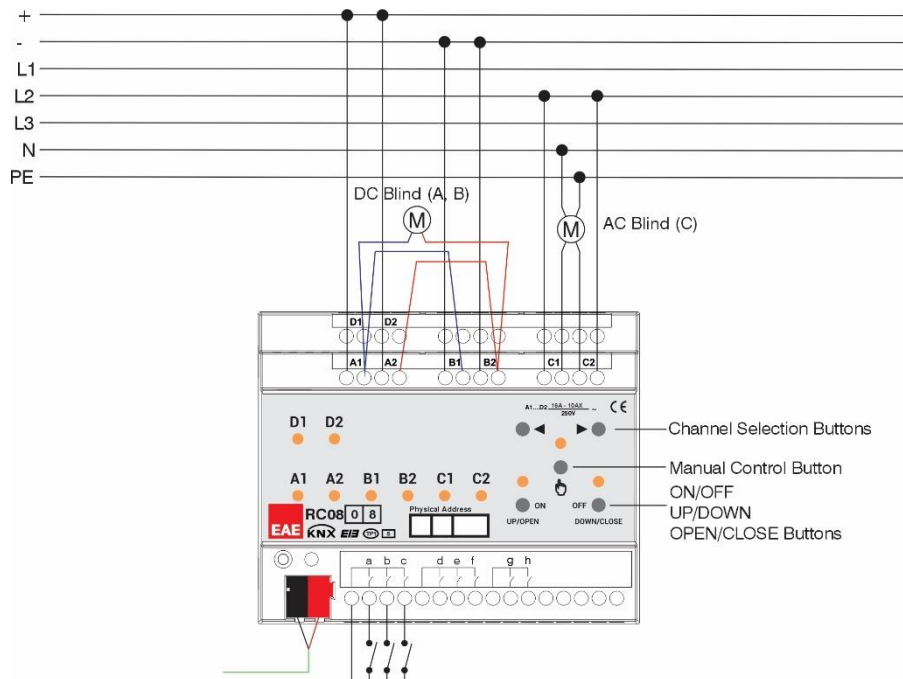 +
-
L1
L2
L3
N
PE
DC Blind (A, B)
M
M
AC Blind (C)
D1 D2
A1 A2 B1 B2 C1 C2
A1...D2 16A - 10AX 250V ~ CE
D1 D2
Channel Selection Buttons
Manual Control Button
A1 A2 B1 B2 C1 C2
ON OFF
UP/OPEN DOWN/CLOSE
ON/OFF
UP/DOWN
OPEN/CLOSE Buttons
EAE RC08 0 8
Physical Address
KNX EIB TP1 S
a b c d e f g h